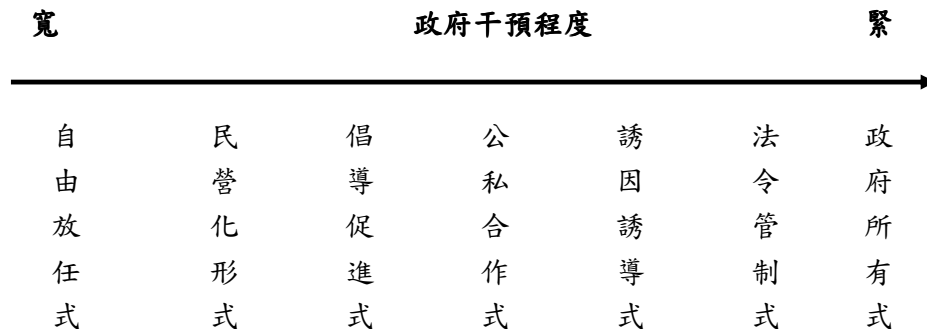 寬 政府干預程度 緊
自由放任式
民營化形式
倡導促進式
公私合作式
誘因誘導式
法令管制式
政府所有式